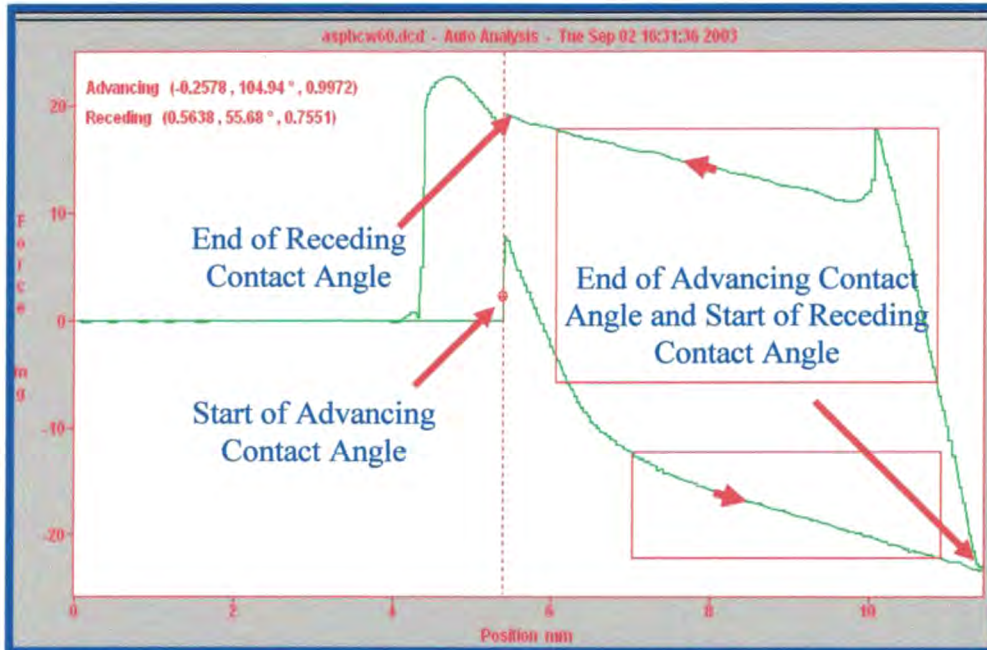 asphcw60.dcd - Auto Analysis - Tue Sep 02 16:31:36 2003
Advancing (-0.2578 , 104.94 ° , 0.9972)
Receding (0.5638 , 55.68 ° , 0.7551)
20
10
0
-10
-20
Force mg
End of Receding
Contact Angle
Start of Advancing
Contact Angle
End of Advancing Contact
Angle and Start of Receding
Contact Angle
0 2 4 6 8 10
Position mm